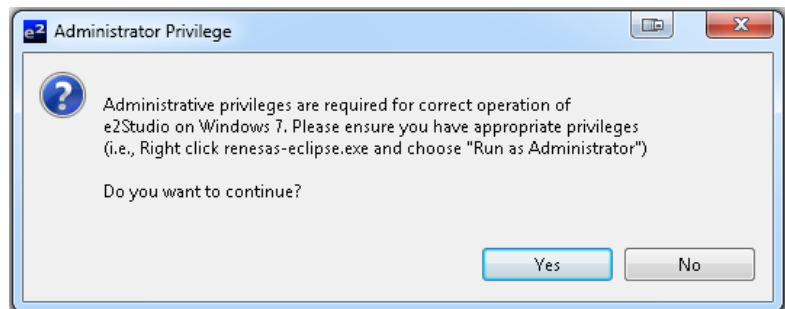 e² Administrator Privilege
Administrative privileges are required for correct operation of
e2Studio on Windows 7. Please ensure you have appropriate privileges
(i.e., Right click renesas-eclipse.exe and choose "Run as Administrator")
Do you want to continue?
Yes No